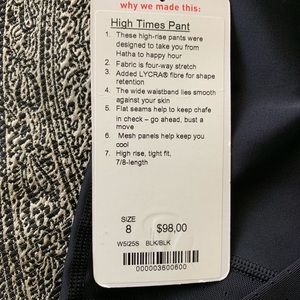 why we made this:
High Times Pant
1. These high-rise pants were
designed to take you from
Hatha to happy hour
2. Fabric is four-way stretch
3. Added LYCRA® fibre for shape
retention
4. The wide waistband lies smooth
against your skin
5. Flat seams help to keep chafe
in check – go ahead, bust a
move
6. Mesh panels help keep you
cool
7. High rise, tight fit,
7/8-length
SIZE
8 $98.00
W5I25S BLK/BLK
000003600600